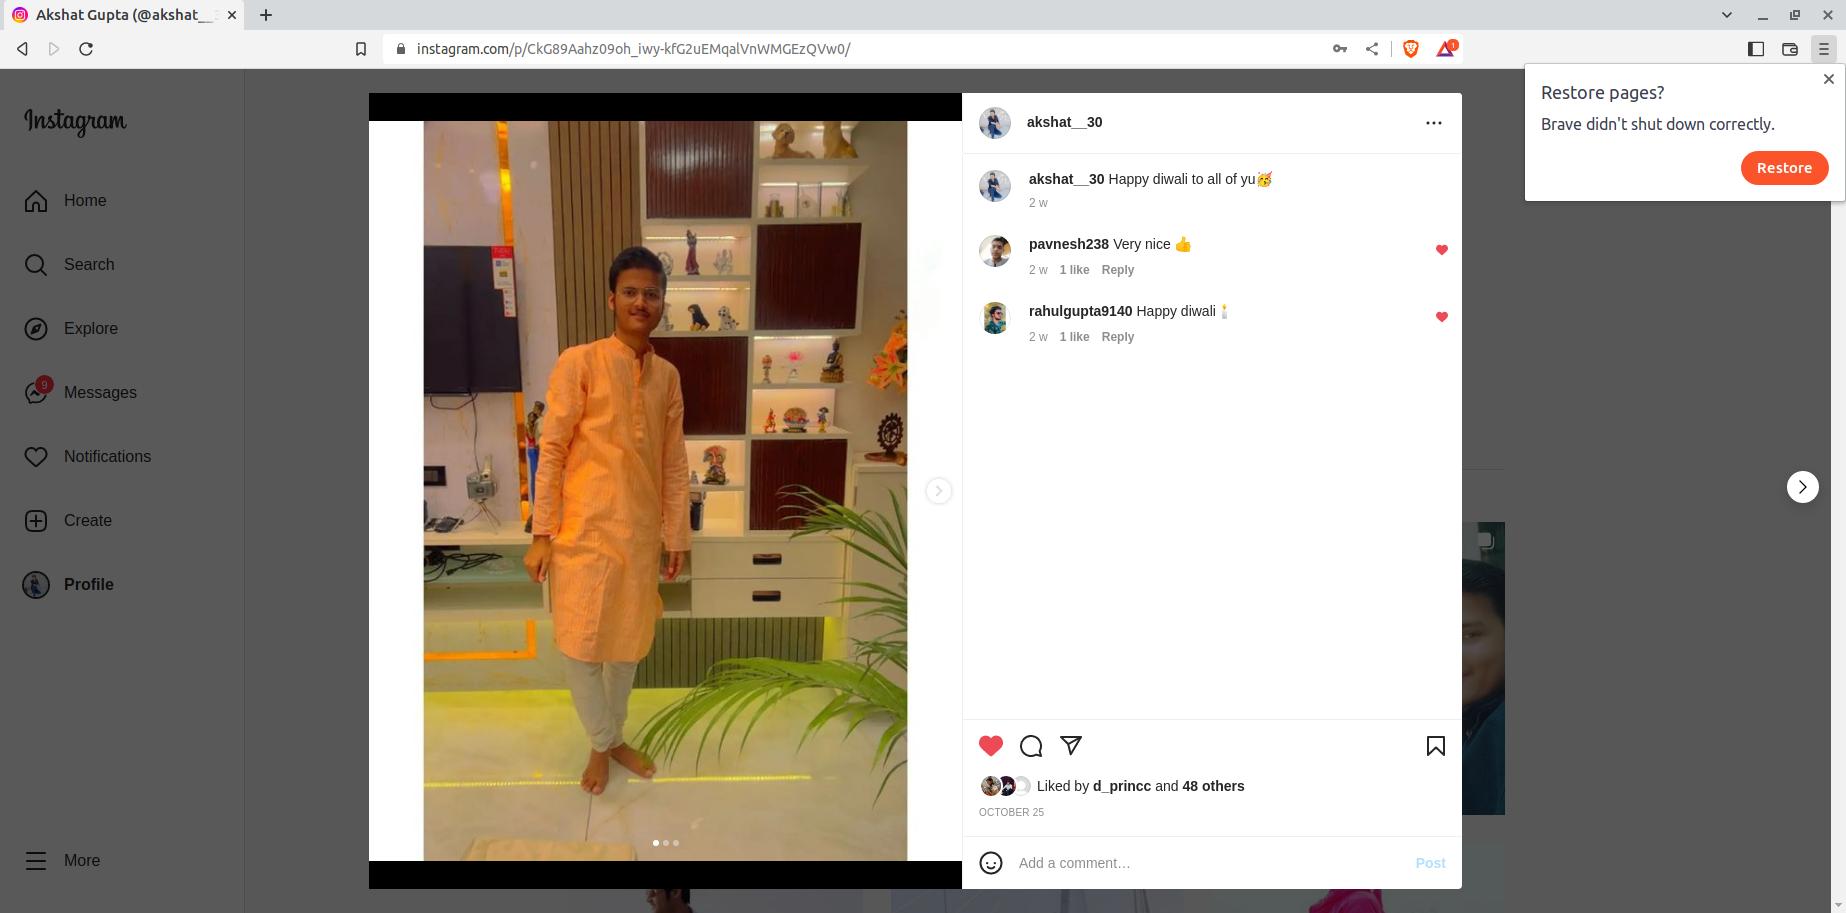 Akshat Gupta (@akshat__
instagram.com/p/CkG89Aahz09oh_iwy-kfG2uEMqalVnWMGEzQVw0/
1
Restore pages?
Brave didn't shut down correctly.
Restore
Instagram
Home
Search
Explore
9
Messages
Notifications
Create
Profile
More
akshat__30
akshat__30 Happy diwali to all of yu🥳
2 w
pavnesh238 Very nice 👍
2 w 1 like Reply
rahulgupta9140 Happy diwali🕯️
2 w 1 like Reply
Liked by d_princc and 48 others
OCTOBER 25
Add a comment…
Post